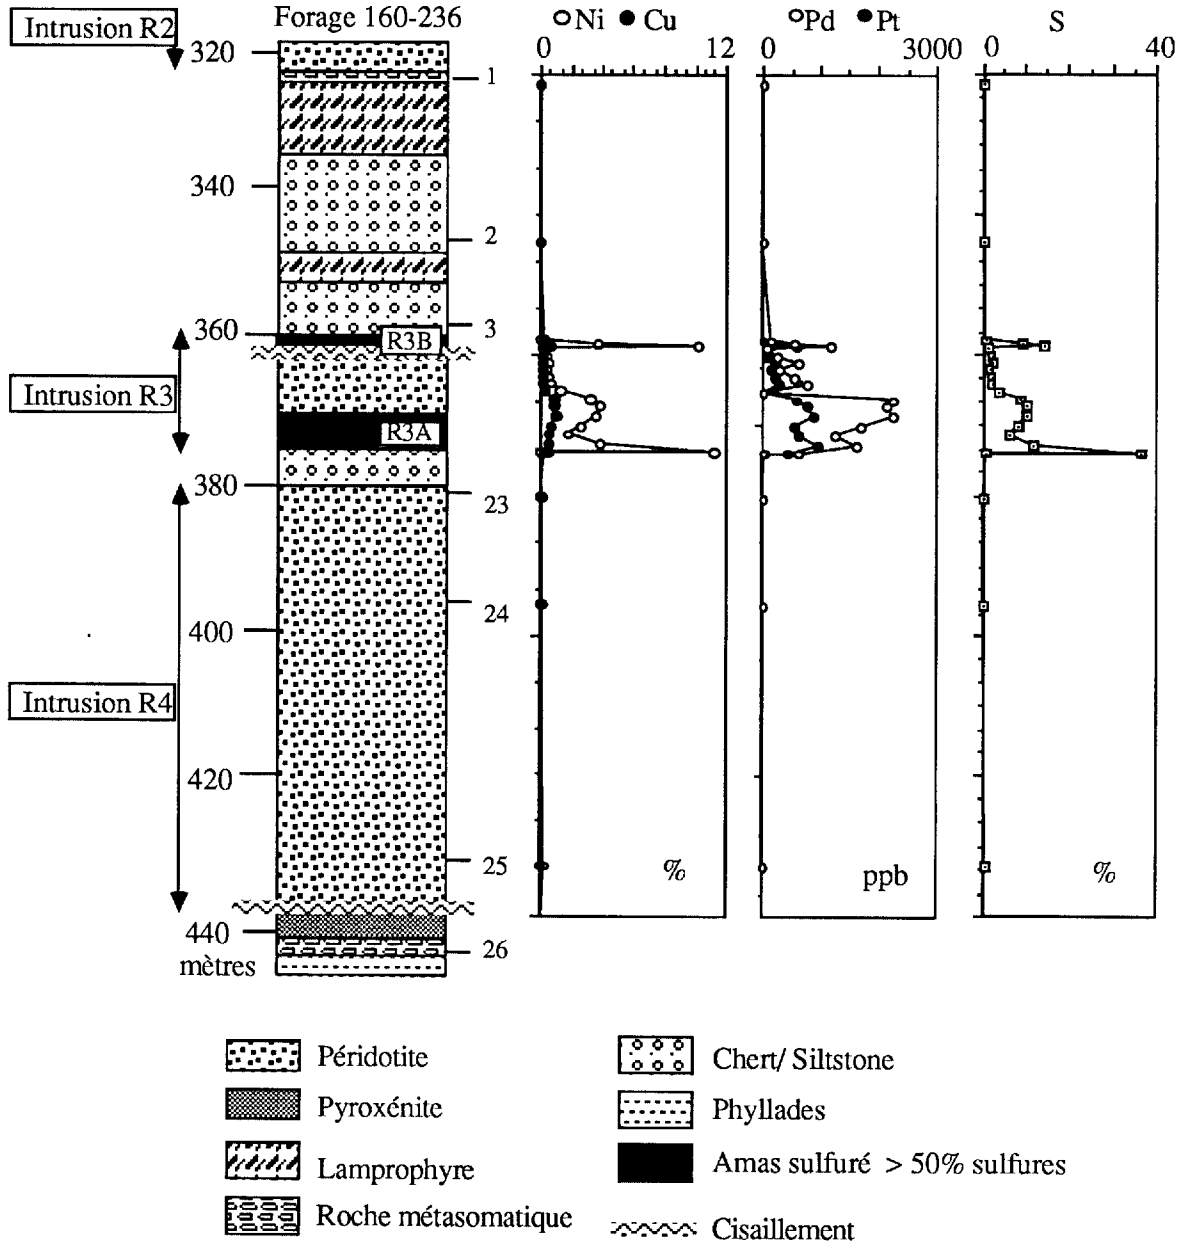 Intrusion R2
Forage 160-236
Ni Cu
Pd Pt
S
0 12
0 3000
0 40
320
1
340
2
360
3
R3B
Intrusion R3
R3A
380
23
24
400
Intrusion R4
420
25
% ppb %
440
26
mètres
Péridotite
Chert/ Siltstone
Pyroxénite
Phyllades
Lamprophyre
Amas sulfuré > 50% sulfures
Roche métasomatique
Cisaillement